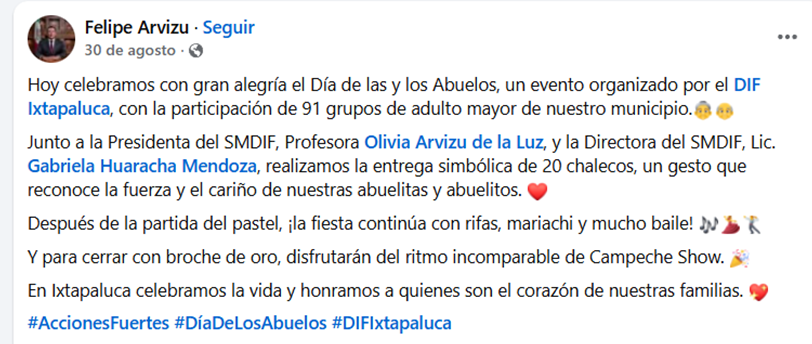 Felipe Arvizu · Seguir
30 de agosto ·
Hoy celebramos con gran alegría el Día de las y los Abuelos, un evento organizado por el DIF
Ixtapaluca, con la participación de 91 grupos de adulto mayor de nuestro municipio.👵👴
Junto a la Presidenta del SMDIF, Profesora Olivia Arvizu de la Luz, y la Directora del SMDIF, Lic.
Gabriela Huaracha Mendoza, realizamos la entrega simbólica de 20 chalecos, un gesto que
reconoce la fuerza y el cariño de nuestras abuelitas y abuelitos. ❤️
Después de la partida del pastel, ¡la fiesta continúa con rifas, mariachi y mucho baile! 🎶💃🕺
Y para cerrar con broche de oro, disfrutarán del ritmo incomparable de Campeche Show. 🎉
En Ixtapaluca celebramos la vida y honramos a quienes son el corazón de nuestras familias. 💖
#AccionesFuertes #DíaDeLosAbuelos #DIFIxtapaluca